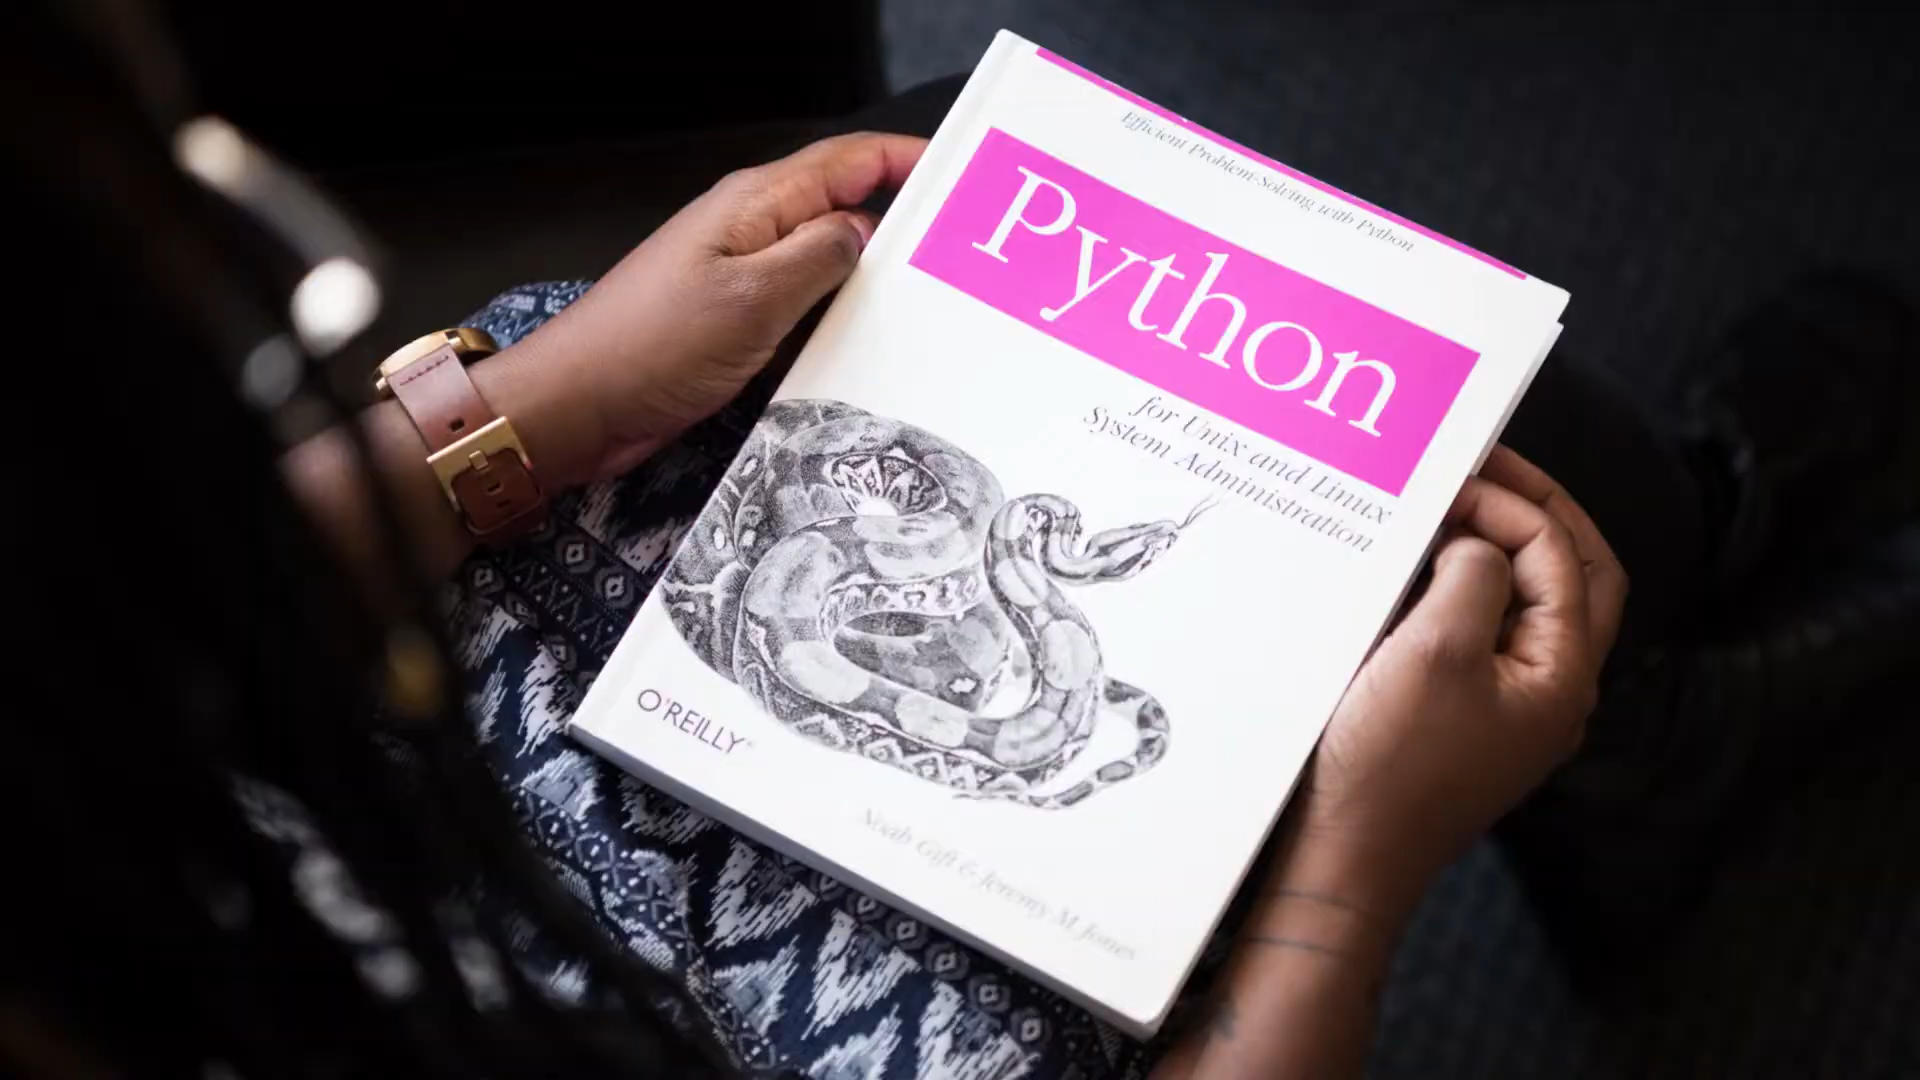 Efficient Problem-Solving with Python
Python
for Unix and Linux
System Administration
O'REILLY®
Noah Gift & Jeremy M. Jones